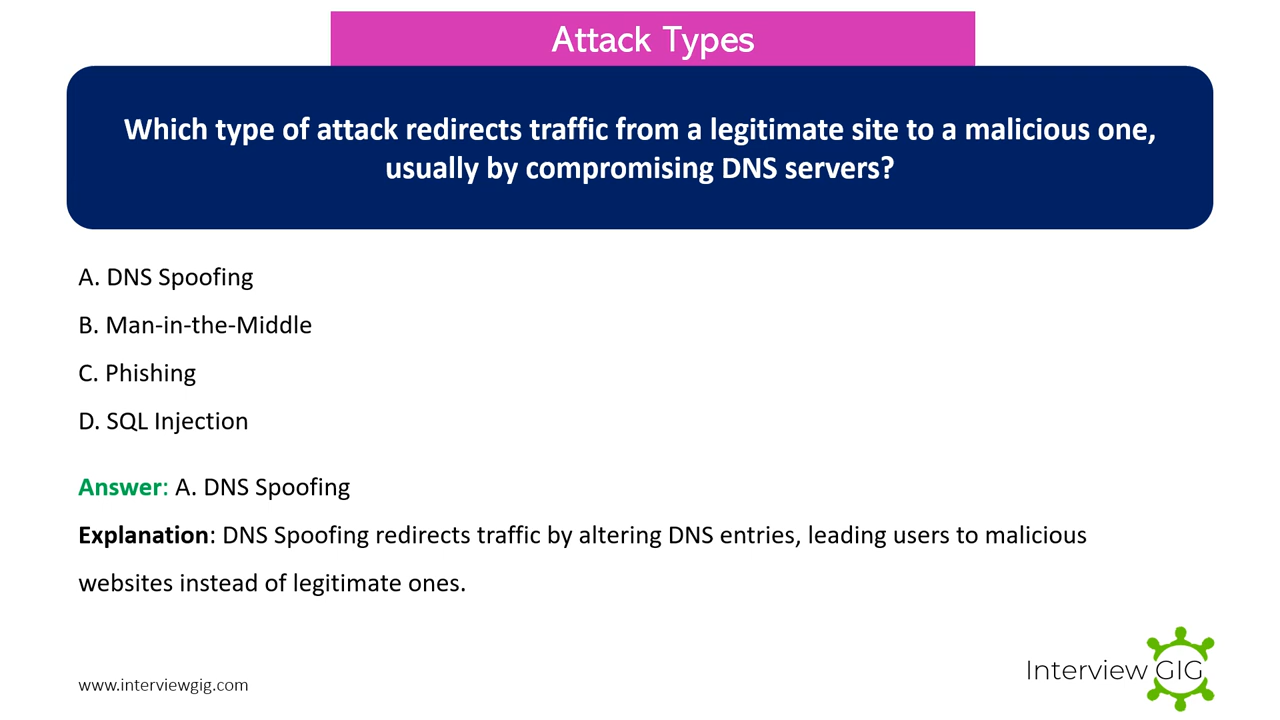 Attack Types
Which type of attack redirects traffic from a legitimate site to a malicious one,
usually by compromising DNS servers?
A. DNS Spoofing
B. Man-in-the-Middle
C. Phishing
D. SQL Injection
Answer: A. DNS Spoofing
Explanation: DNS Spoofing redirects traffic by altering DNS entries, leading users to malicious
websites instead of legitimate ones.
www.interviewgig.com
Interview GIG